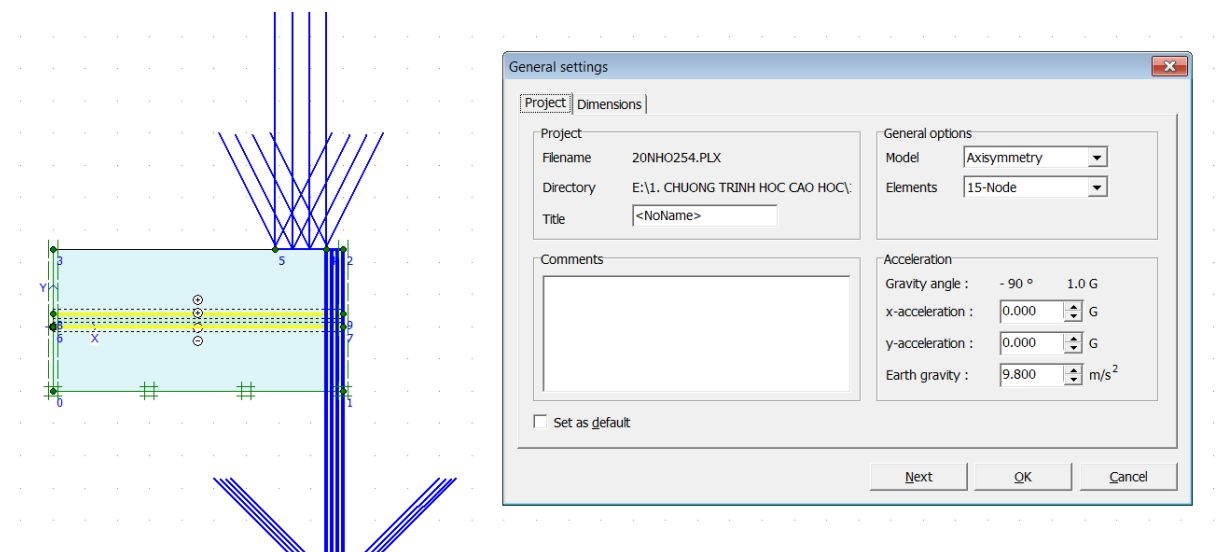 General settings
Project Dimensions
Project
Filename 20NHO254.PLX
Directory E:\1. CHUONG TRINH HOC CAO HOC\
Title <NoName>
General options
Model Axisymmetry
Elements 15-Node
Comments
Acceleration
Gravity angle : - 90 ° 1.0 G
x-acceleration : 0.000 G
y-acceleration : 0.000 G
Earth gravity : 9.800 m/s²
Set as default
Next OK Cancel
3 5 2
Y
9
6 X 7
0 1